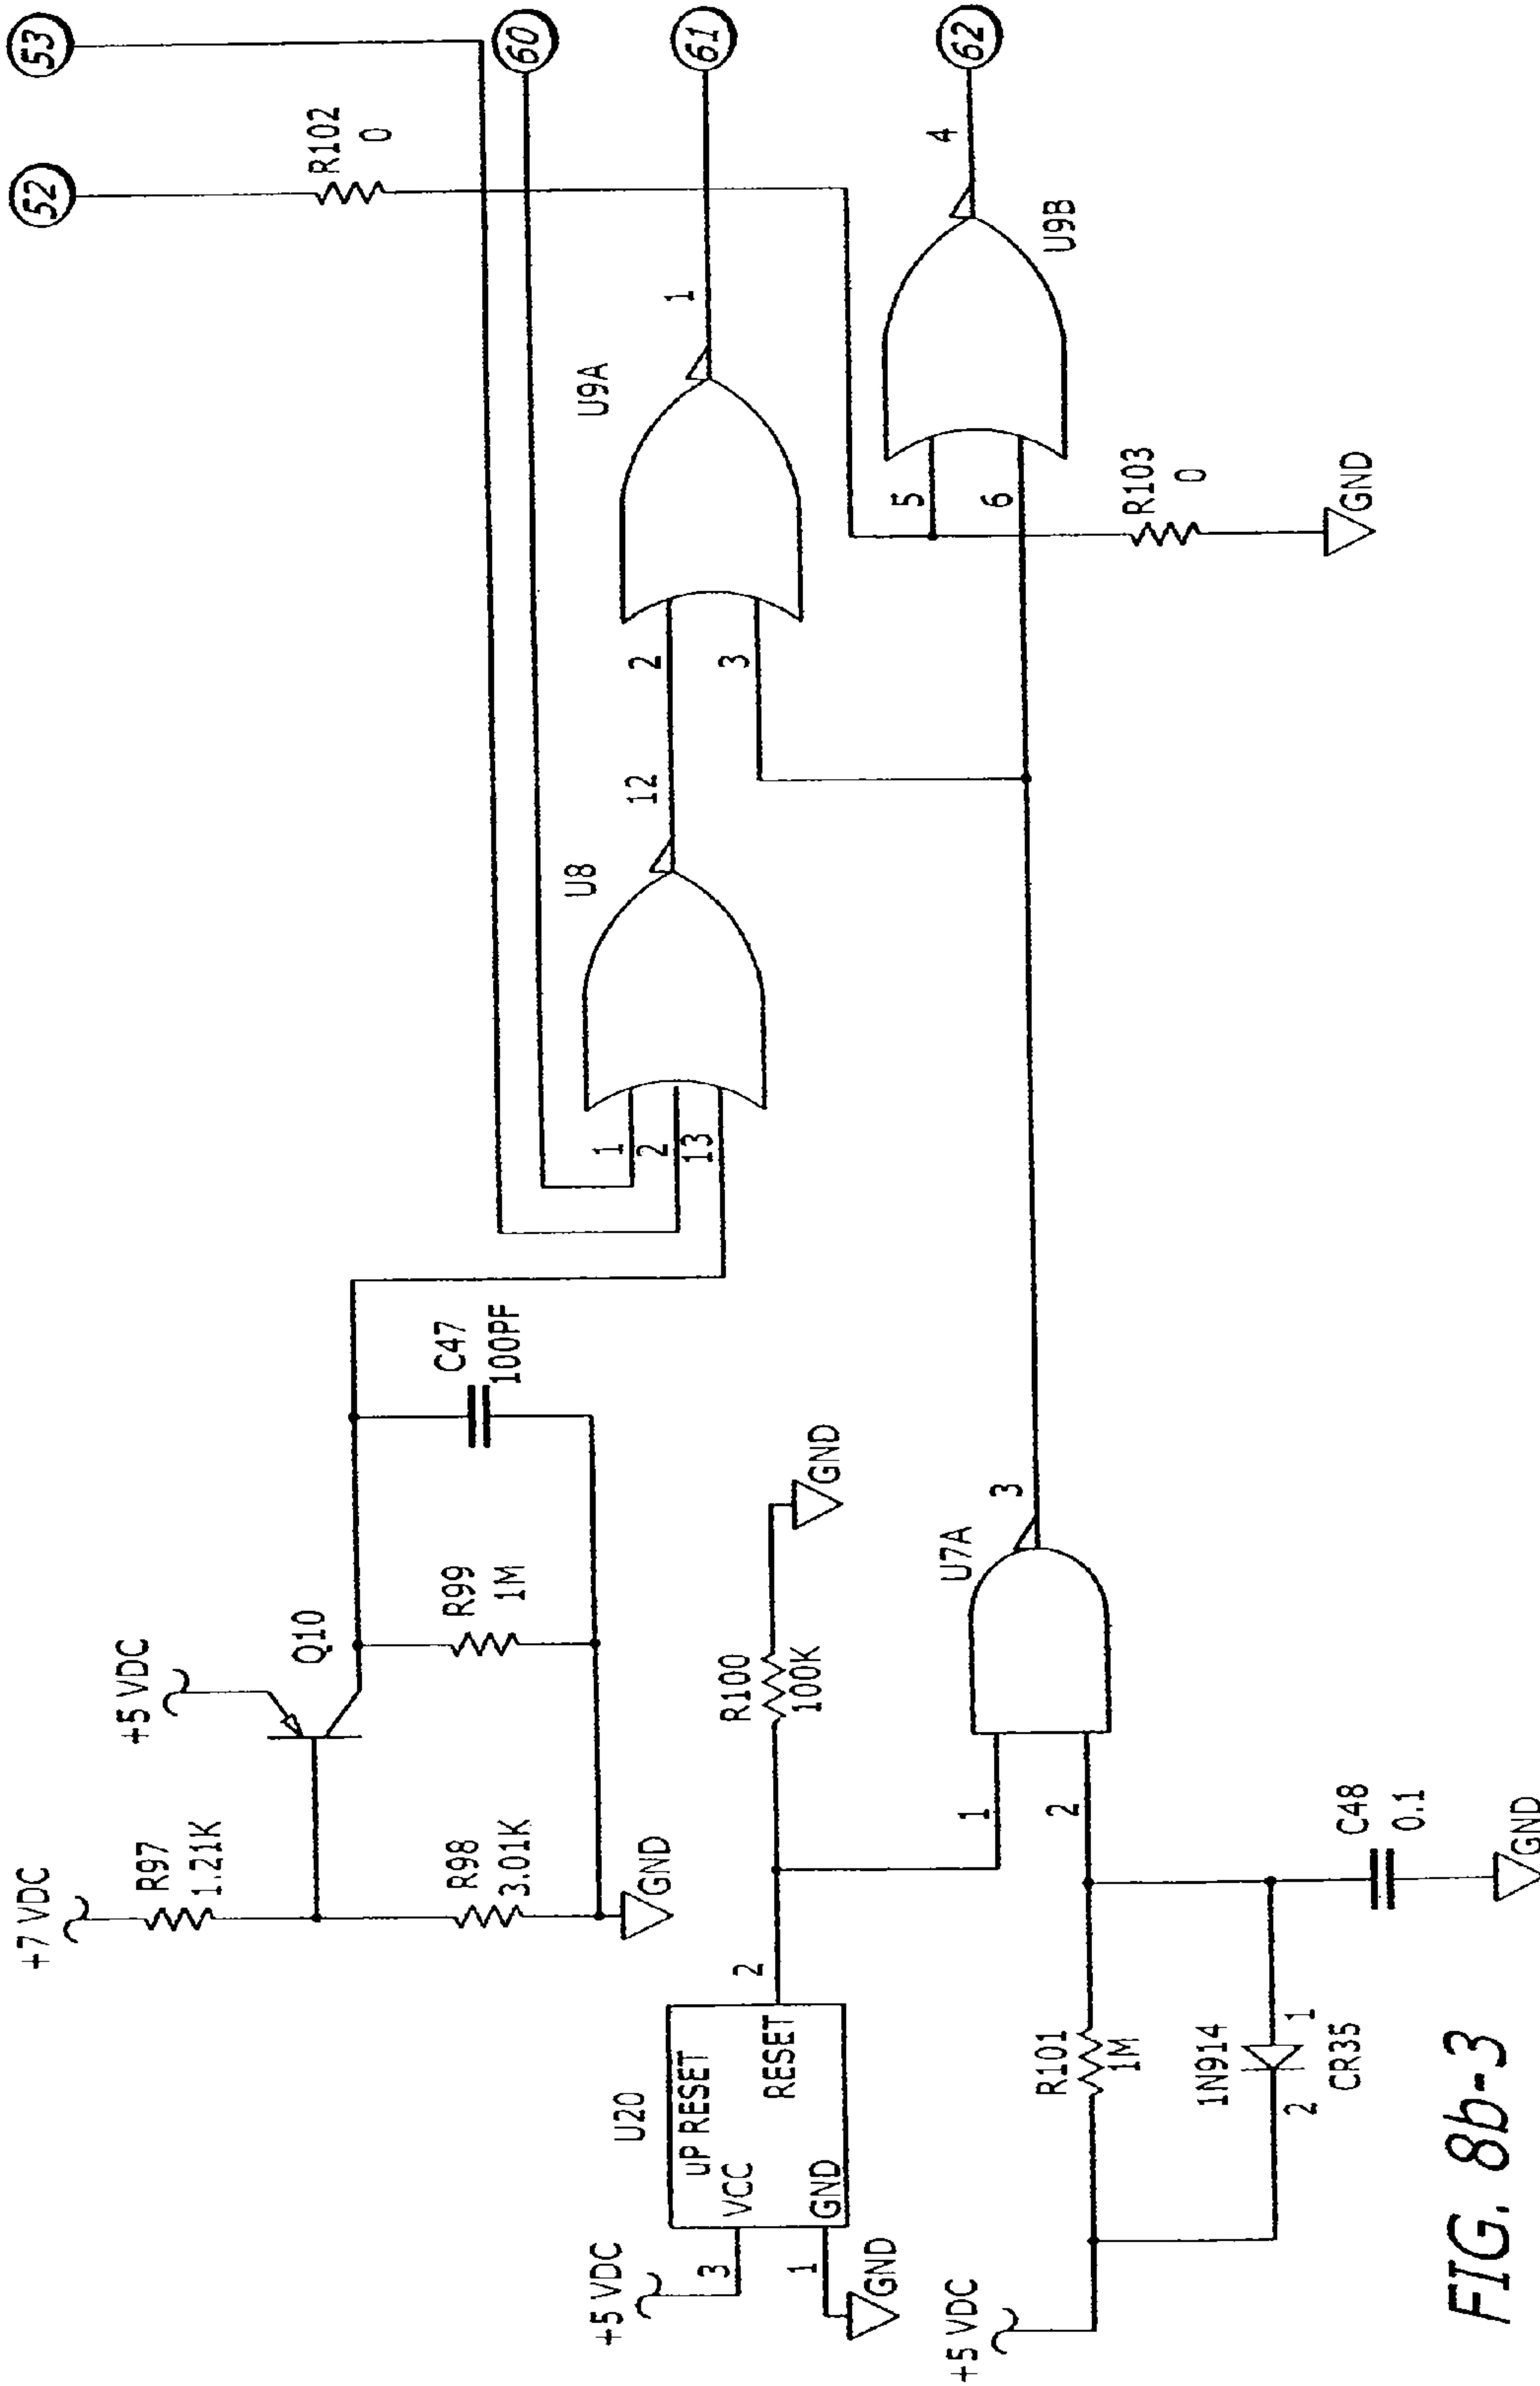 53
52
60
61
62
R102
0
+7 VDC
R97
1.21K
R98
3.01K
GND
+5 VDC
Q10
R99
1M
C47
100PF
U8
1
2
13
12
U9A
2
3
1
U9B
5
6
4
R103
0
GND
+5 VDC
3
1
GND
U20
uP RESET
VCC
GND
RESET
2
R100
100K
GND
U7A
1
2
3
+5 VDC
R101
1M
1N914
2
1
CR35
C48
0.1
GND
FIG. 8b-3